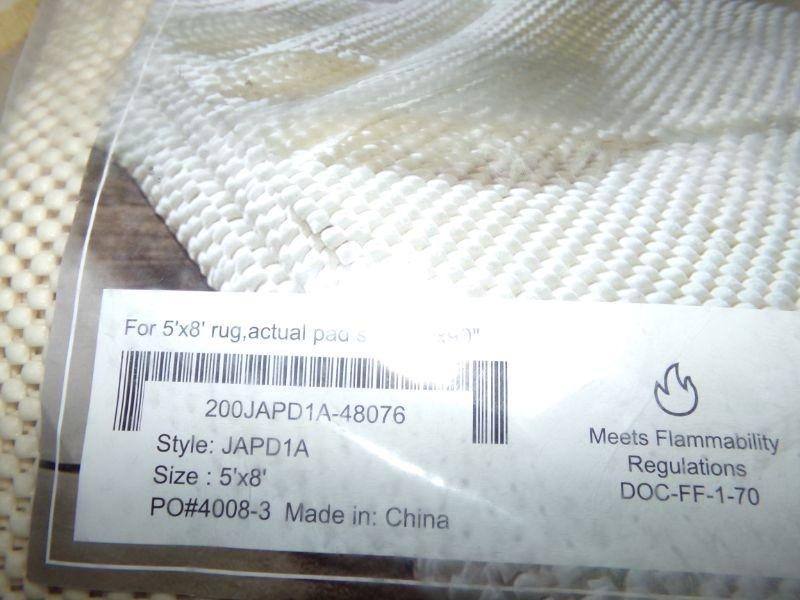 For 5'x8' rug,actual pad
200JAPD1A-48076
Style: JAPD1A
Size : 5'x8'
PO#4008-3 Made in: China
Meets Flammability
Regulations
DOC-FF-1-70